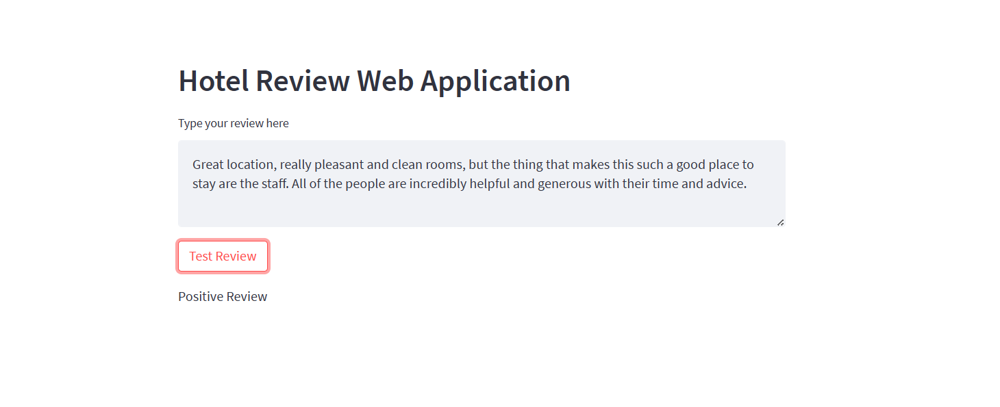 Hotel Review Web Application
Type your review here
Great location, really pleasant and clean rooms, but the thing that makes this such a good place to
stay are the staff. All of the people are incredibly helpful and generous with their time and advice.
Test Review
Positive Review